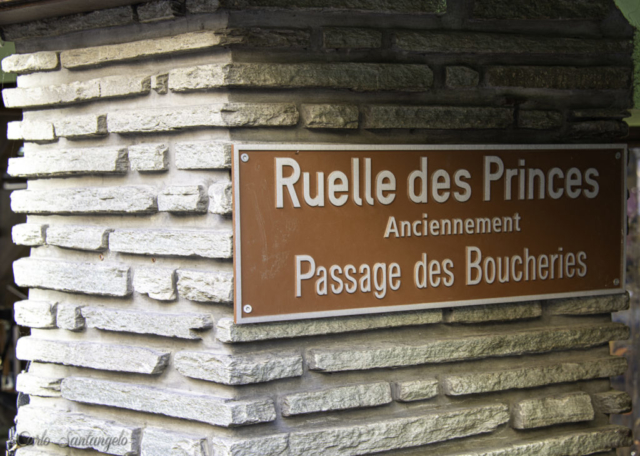 Ruelle des Princes
Anciennement
Passage des Boucheries
Carlo Santangelo